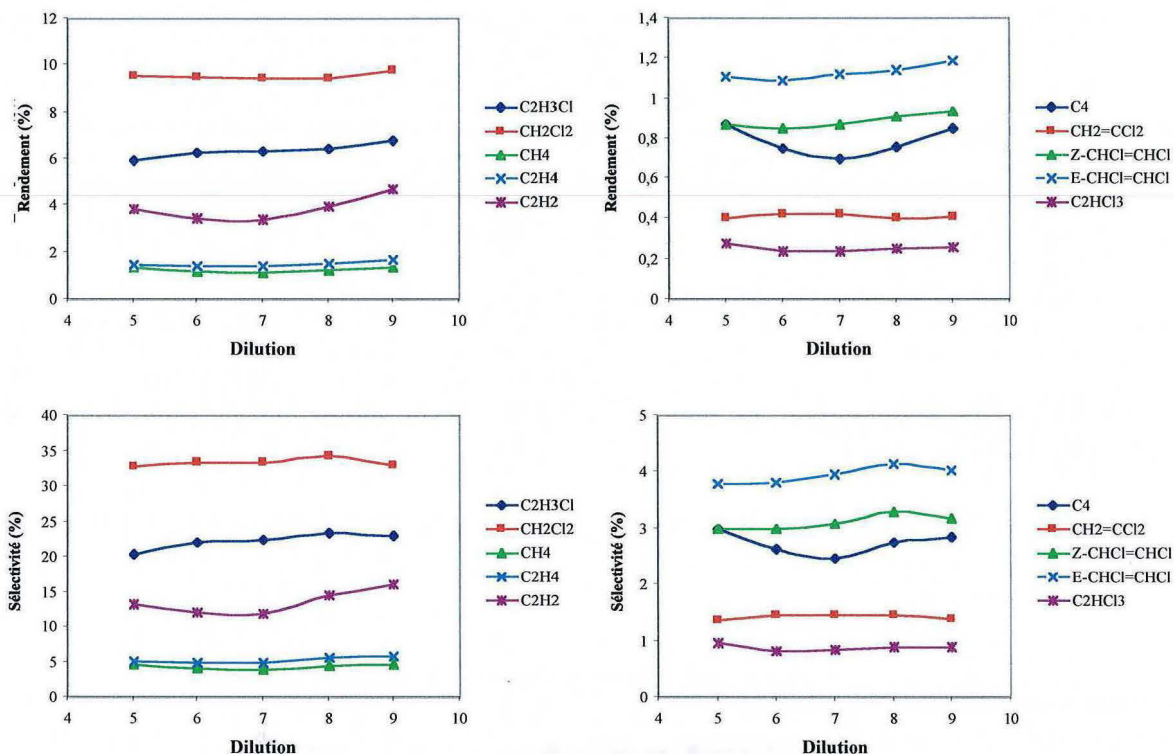 12
10
8
6
4
2
0
Rendement (%)
4 5 6 7 8 9 10
Dilution
C2H3Cl
CH2Cl2
CH4
C2H4
C2H2
1,4
1,2
1
0,8
0,6
0,4
0,2
0
Rendement (%)
4 5 6 7 8 9 10
Dilution
C4
CH2=CCl2
Z-CHCl=CHCl
E-CHCl=CHCl
C2HCl3
40
35
30
25
20
15
10
5
0
Sélectivité (%)
4 5 6 7 8 9 10
Dilution
C2H3Cl
CH2Cl2
CH4
C2H4
C2H2
5
4
3
2
1
0
Sélectivité (%)
4 5 6 7 8 9 10
Dilution
C4
CH2=CCl2
Z-CHCl=CHCl
E-CHCl=CHCl
C2HCl3